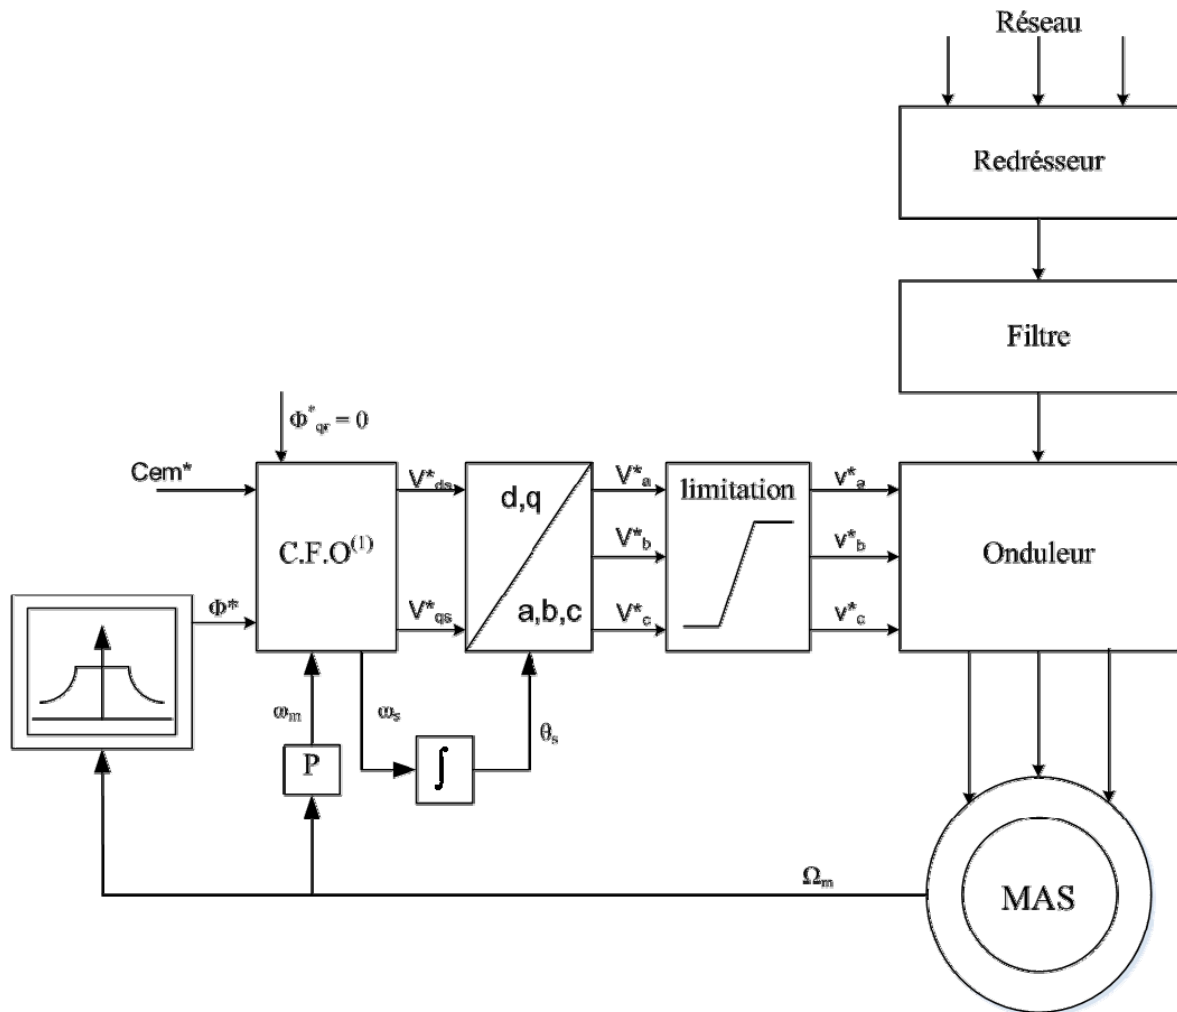 Réseau
Redrésseur
Filtre
Φ*qr = 0
Cem*
V*ds
d,q
V*a
limitation
v*a
C.F.O(1)
V*b
v*b
Onduleur
Φ*
V*qs
a,b,c
V*c
v*c
ωm
ωs
θs
P
∫
Ωm
MAS